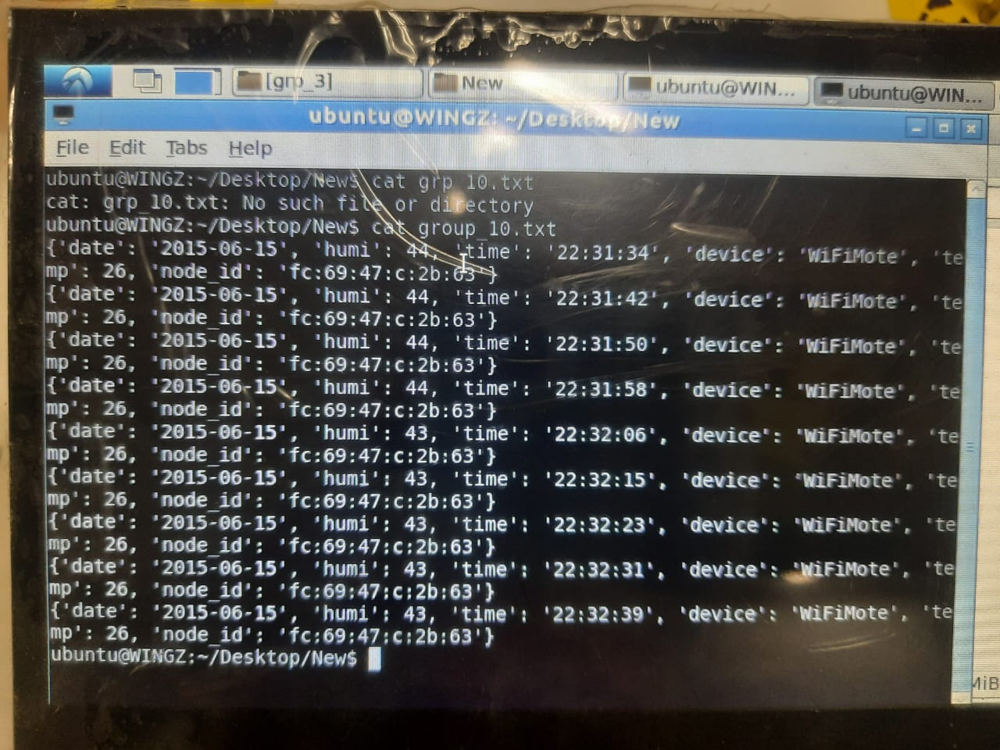 [grp_3]
New
ubuntu@WIN...
ubuntu@WIN...
ubuntu@WINGZ: ~/Desktop/New
File Edit Tabs Help
ubuntu@WINGZ:~/Desktop/New$ cat grp_10.txt
cat: grp_10.txt: No such file or directory
ubuntu@WINGZ:~/Desktop/New$ cat group_10.txt
{'date': '2015-06-15', 'humi': 44, 'time': '22:31:34', 'device': 'WiFiMote', 'te
mp': 26, 'node_id': 'fc:69:47:c:2b:63'}
{'date': '2015-06-15', 'humi': 44, 'time': '22:31:42', 'device': 'WiFiMote', 'te
mp': 26, 'node_id': 'fc:69:47:c:2b:63'}
{'date': '2015-06-15', 'humi': 44, 'time': '22:31:50', 'device': 'WiFiMote', 'te
mp': 26, 'node_id': 'fc:69:47:c:2b:63'}
{'date': '2015-06-15', 'humi': 44, 'time': '22:31:58', 'device': 'WiFiMote', 'te
mp': 26, 'node_id': 'fc:69:47:c:2b:63'}
{'date': '2015-06-15', 'humi': 43, 'time': '22:32:06', 'device': 'WiFiMote', 'te
mp': 26, 'node_id': 'fc:69:47:c:2b:63'}
{'date': '2015-06-15', 'humi': 43, 'time': '22:32:15', 'device': 'WiFiMote', 'te
mp': 26, 'node_id': 'fc:69:47:c:2b:63'}
{'date': '2015-06-15', 'humi': 43, 'time': '22:32:23', 'device': 'WiFiMote', 'te
mp': 26, 'node_id': 'fc:69:47:c:2b:63'}
{'date': '2015-06-15', 'humi': 43, 'time': '22:32:31', 'device': 'WiFiMote', 'te
mp': 26, 'node_id': 'fc:69:47:c:2b:63'}
{'date': '2015-06-15', 'humi': 43, 'time': '22:32:39', 'device': 'WiFiMote', 'te
mp': 26, 'node_id': 'fc:69:47:c:2b:63'}
ubuntu@WINGZ:~/Desktop/New$